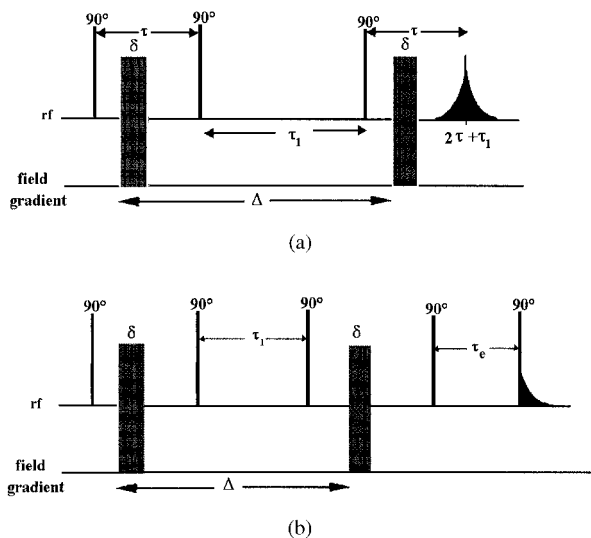 90° τ 90° 90° τ
δ δ
rf
τ₁ 2τ+τ₁
field
gradient
Δ
(a)
90° 90° 90° 90° 90°
δ τ₁ δ τₑ
rf
field
gradient
Δ
(b)